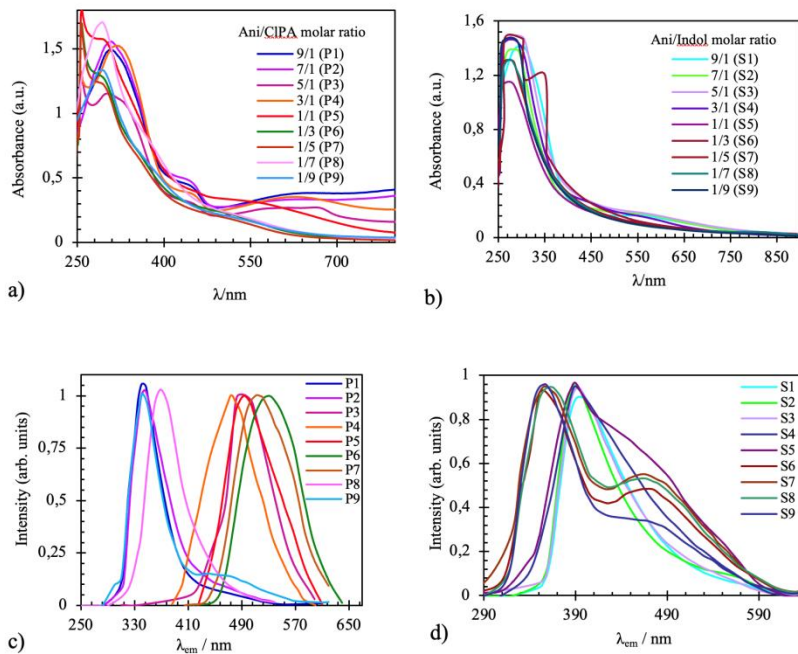 Ani/ClPA molar ratio
9/1 (P1)
7/1 (P2)
5/1 (P3)
3/1 (P4)
1/1 (P5)
1/3 (P6)
1/5 (P7)
1/7 (P8)
1/9 (P9)
Absorbance (a.u.)
2
1,5
1
0,5
0
250
400
550
700
λ/nm
a)
Ani/Indol molar ratio
9/1 (S1)
7/1 (S2)
5/1 (S3)
3/1 (S4)
1/1 (S5)
1/3 (S6)
1/5 (S7)
1/7 (S8)
1/9 (S9)
Absorbance (a.u.)
1,6
1,2
0,8
0,4
0
250
350
450
550
650
750
850
λ/nm
b)
P1
P2
P3
P4
P5
P6
P7
P8
P9
Intensity (arb. units)
1
0,75
0,5
0,25
0
250
330
410
490
570
650
λem / nm
c)
S1
S2
S3
S4
S5
S6
S7
S8
S9
Intensity (arb. units)
1
0,8
0,6
0,4
0,2
0
290
390
490
590
λem / nm
d)